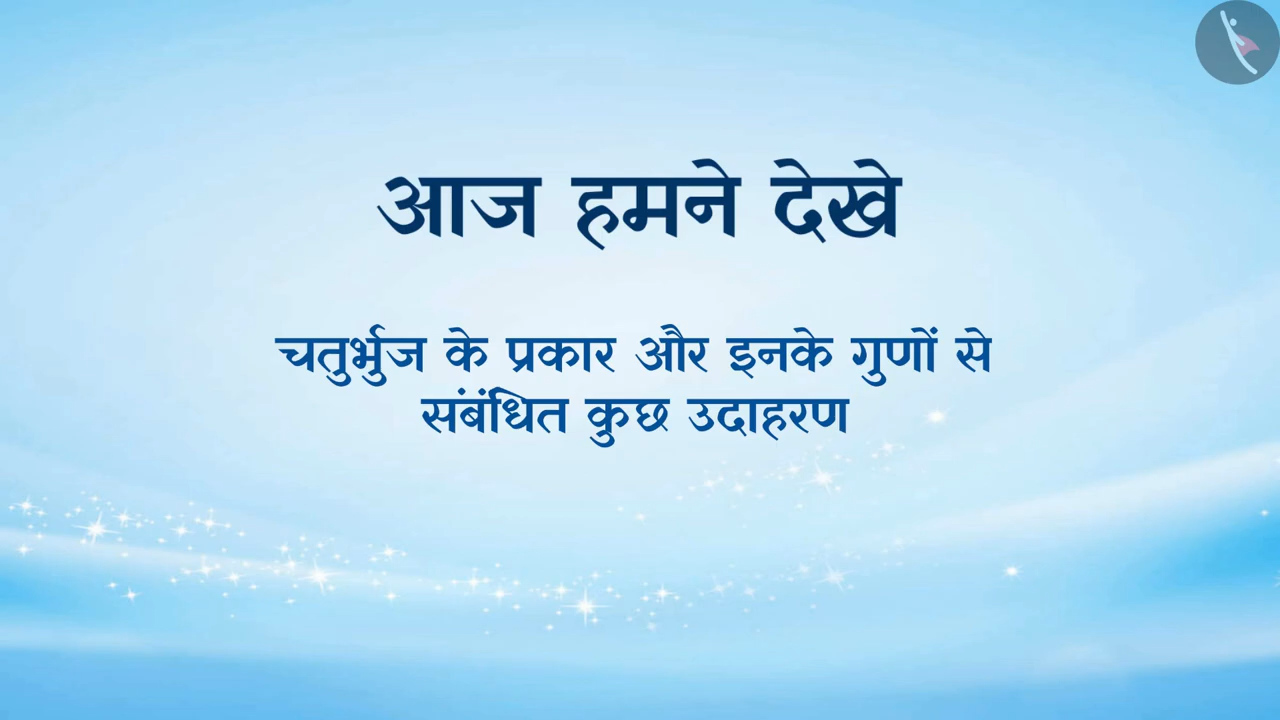 आज हमने देखे
चतुर्भुज के प्रकार और इनके गुणों से
संबंधित कुछ उदाहरण